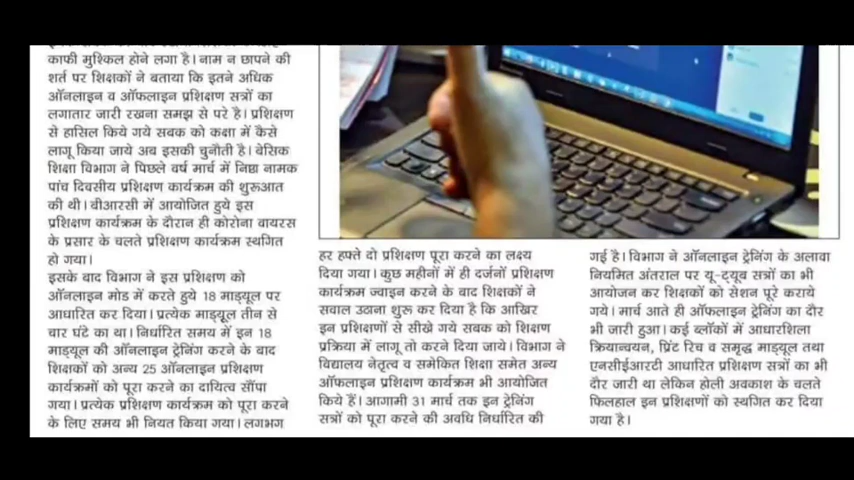 काफी मुश्किल होने लगा है। नाम न छापने की
शर्त पर शिक्षकों ने बताया कि इतने अधिक
ऑनलाइन व ऑफलाइन प्रशिक्षण सत्रों का
लगातार जारी रखना समझ से परे है। प्रशिक्षण
से हासिल किये गये सबक को कक्षा में कैसे
लागू किया जाये अब इसकी चुनौती है। बेसिक
शिक्षा विभाग ने पिछले वर्ष मार्च में निष्ठा नामक
पांच दिवसीय प्रशिक्षण कार्यक्रम की शुरूआत
की थी। बीआरसी में आयोजित हुये इस
प्रशिक्षण कार्यक्रम के दौरान ही कोरोना वायरस
के प्रसार के चलते प्रशिक्षण कार्यक्रम स्थगित
हो गया।
इसके बाद विभाग ने इस प्रशिक्षण को
ऑनलाइन मोड में करते हुये 18 माड्यूल पर
आधारित कर दिया। प्रत्येक माड्यूल तीन से
चार घंटे का था। निर्धारित समय में इन 18
माड्यूल की ऑनलाइन ट्रेनिंग करने के बाद
शिक्षकों को अन्य 25 ऑनलाइन प्रशिक्षण
कार्यक्रमों को पूरा करने का दायित्व सौंपा
गया। प्रत्येक प्रशिक्षण कार्यक्रम को पूरा करने
के लिए समय भी नियत किया गया। लगभग
हर हफ्ते दो प्रशिक्षण पूरा करने का लक्ष्य
दिया गया। कुछ महीनों में ही दर्जनों प्रशिक्षण
कार्यक्रम ज्वाइन करने के बाद शिक्षकों ने
सवाल उठाना शुरू कर दिया है कि आखिर
इन प्रशिक्षणों से सीखे गये सबक को शिक्षण
प्रक्रिया में लागू तो करने दिया जाये। विभाग ने
विद्यालय नेतृत्व व समेकित शिक्षा समेत अन्य
ऑफलाइन प्रशिक्षण कार्यक्रम भी आयोजित
किये हैं। आगामी 31 मार्च तक इन ट्रेनिंग
सत्रों को पूरा करने की अवधि निर्धारित की
गई है। विभाग ने ऑनलाइन ट्रेनिंग के अलावा
नियमित अंतराल पर यू-ट्यूब सत्रों का भी
आयोजन कर शिक्षकों को सेशन पूरे कराये
गये। मार्च आते ही ऑफलाइन ट्रेनिंग का दौर
भी जारी हुआ। कई ब्लॉकों में आधारशिला
क्रियान्वयन, प्रिंट रिच व समृद्ध माड्यूल तथा
एनसीईआरटी आधारित प्रशिक्षण सत्रों का भी
दौर जारी था लेकिन होली अवकाश के चलते
फिलहाल इन प्रशिक्षणों को स्थगित कर दिया
गया है।